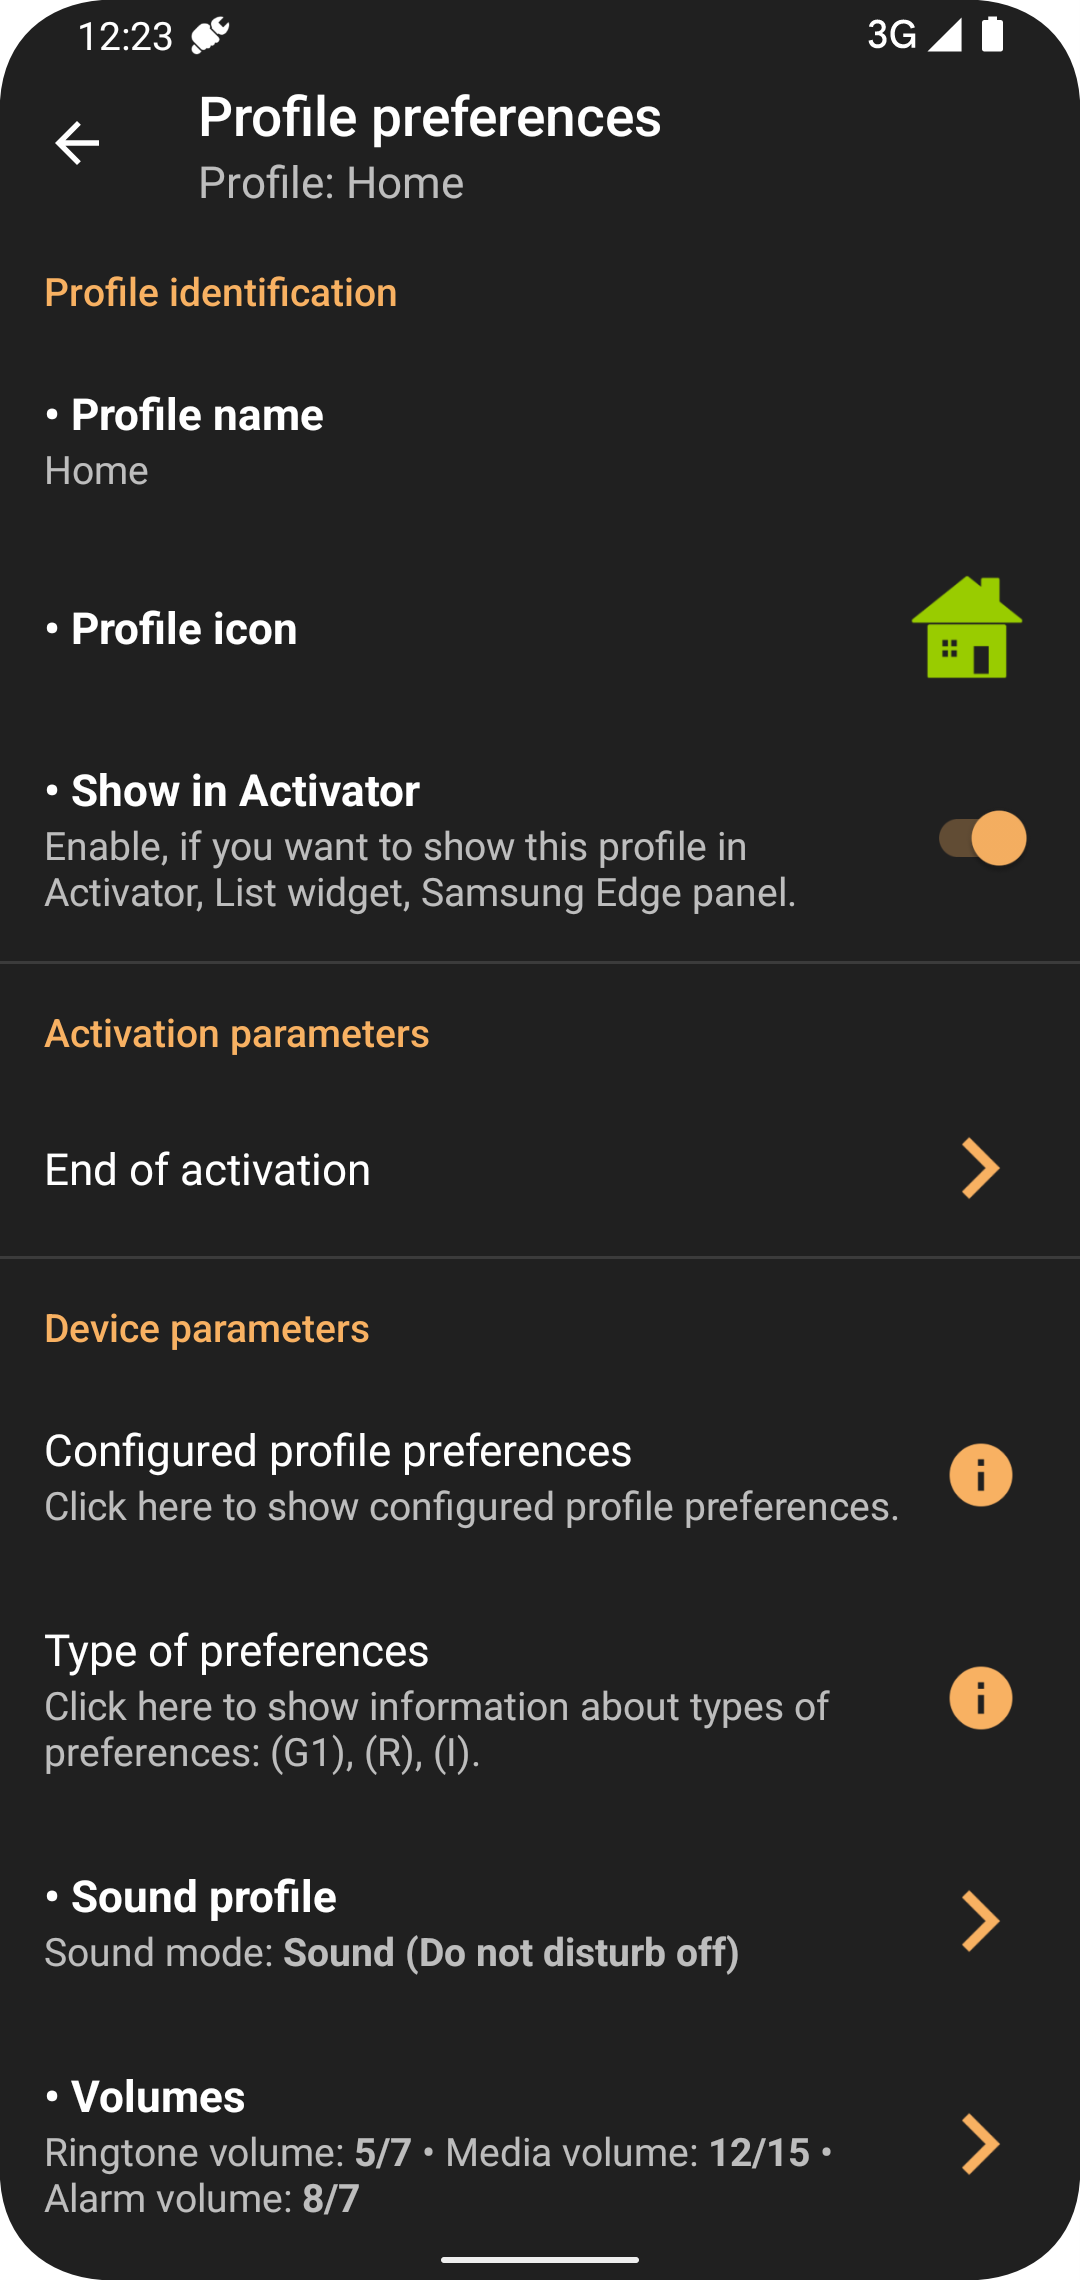 12:23
3G
Profile preferences
Profile: Home
Profile identification
• Profile name
Home
• Profile icon
• Show in Activator
Enable, if you want to show this profile in
Activator, List widget, Samsung Edge panel.
Activation parameters
End of activation
Device parameters
Configured profile preferences
Click here to show configured profile preferences.
Type of preferences
Click here to show information about types of
preferences: (G1), (R), (I).
• Sound profile
Sound mode: Sound (Do not disturb off)
• Volumes
Ringtone volume: 5/7 • Media volume: 12/15 •
Alarm volume: 8/7